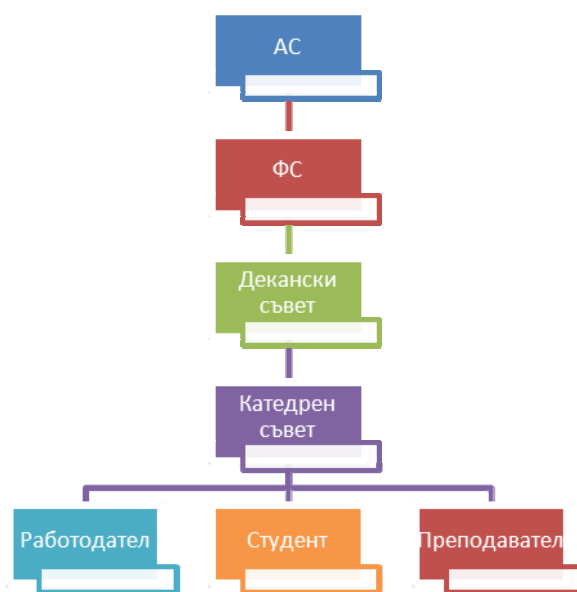 АС
ФС
Декански
съвет
Катедрен
съвет
Работодател
Студент
Преподавател